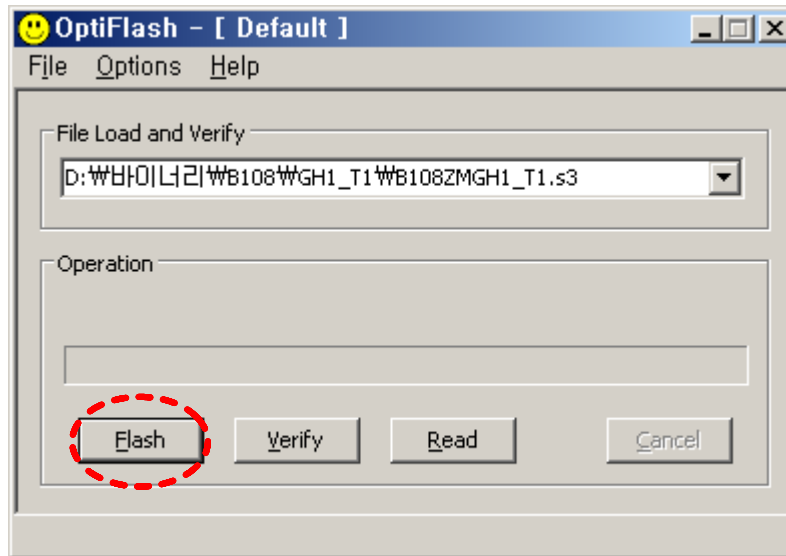 OptiFlash - [ Default ]
File Options Help
File Load and Verify
D:₩바이너리₩B108₩GH1_T1₩B108ZMGH1_T1.s3
Operation
Flash Verify Read Cancel